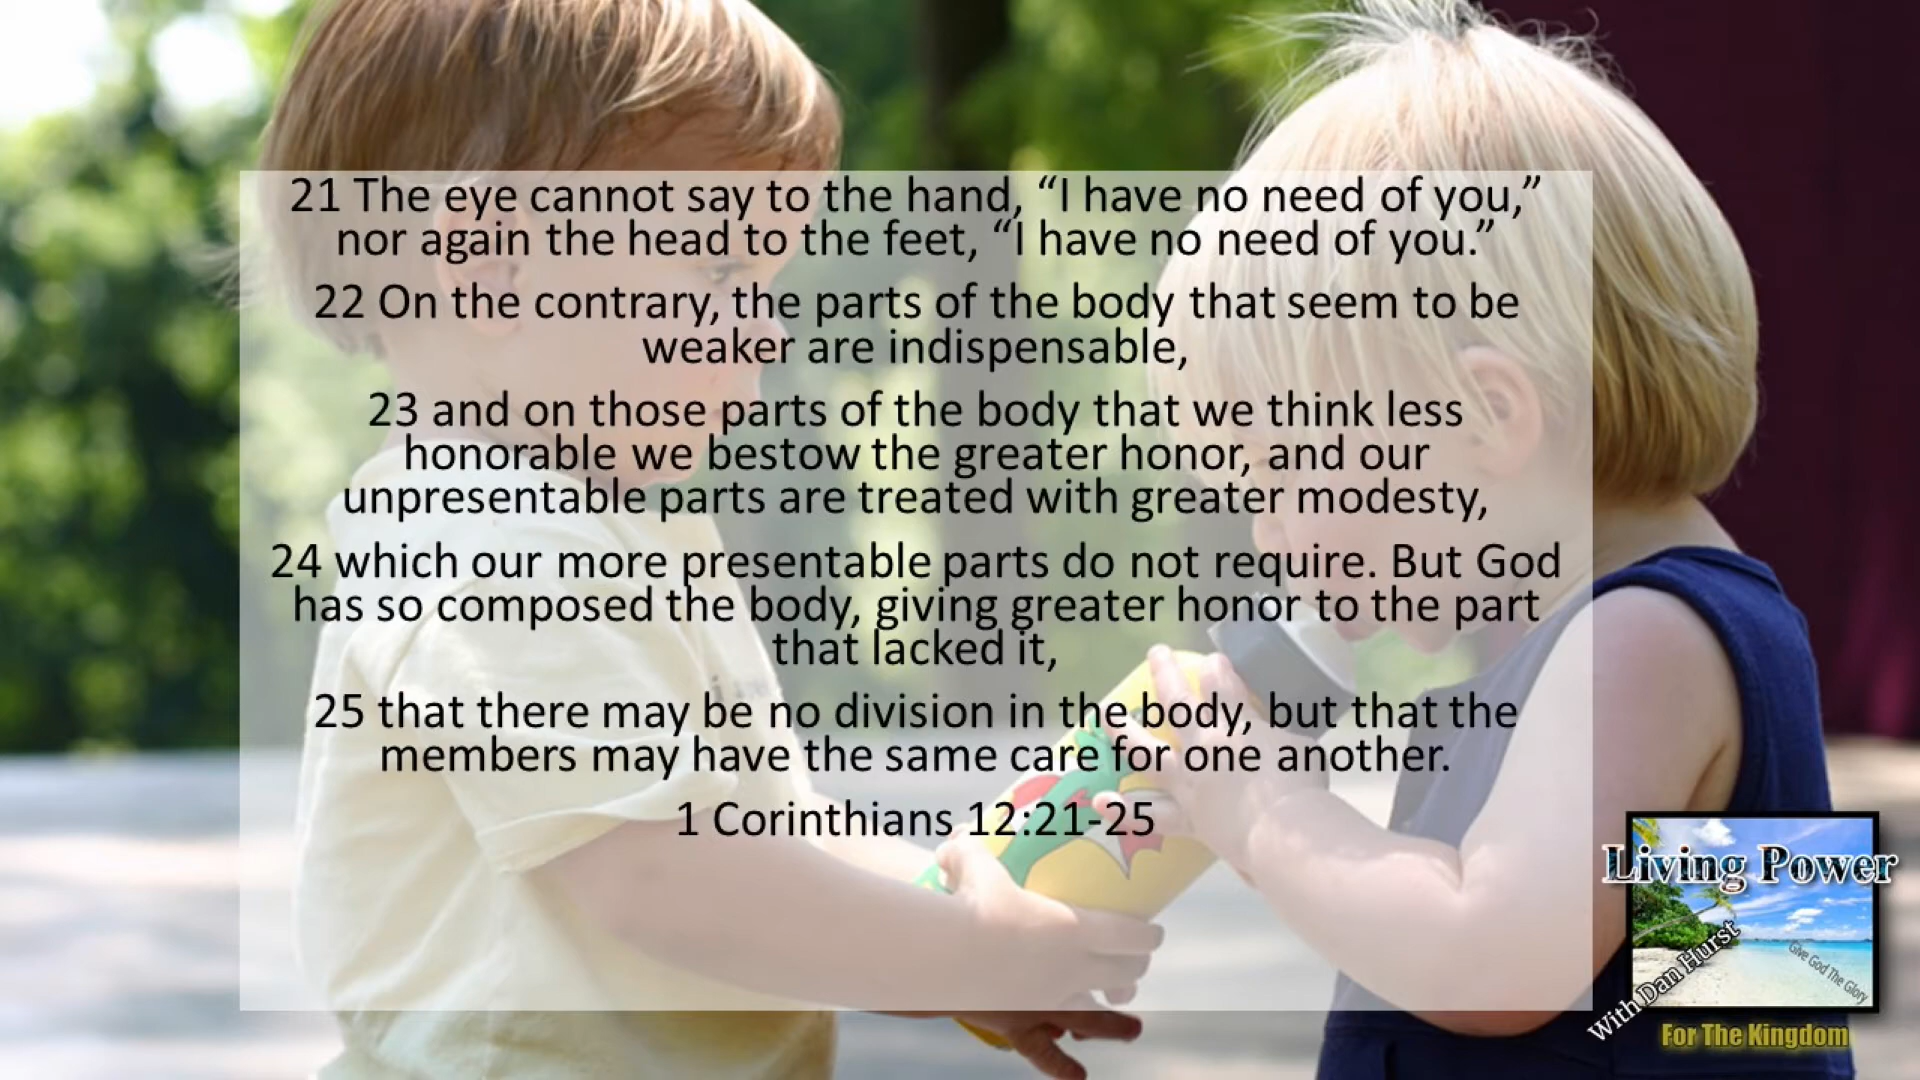 21 The eye cannot say to the hand, “I have no need of you,”
nor again the head to the feet, “I have no need of you.”
22 On the contrary, the parts of the body that seem to be
weaker are indispensable,
23 and on those parts of the body that we think less
honorable we bestow the greater honor, and our
unpresentable parts are treated with greater modesty,
24 which our more presentable parts do not require. But God
has so composed the body, giving greater honor to the part
that lacked it,
25 that there may be no division in the body, but that the
members may have the same care for one another.
1 Corinthians 12:21-25
Living Power
With Dan Hurst
Give God The Glory
For The Kingdom